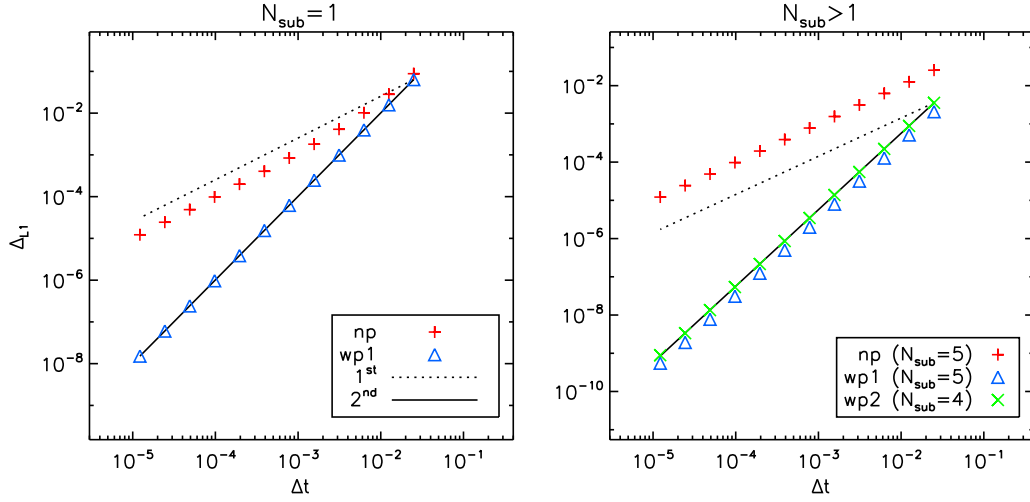 N_sub=1
10^-2
10^-4
10^-6
10^-8
Δ_L1
10^-5
10^-4
10^-3
10^-2
10^-1
Δt
np
wp1
1^st
2^nd
N_sub>1
10^-2
10^-4
10^-6
10^-8
10^-10
10^-5
10^-4
10^-3
10^-2
10^-1
Δt
np (N_sub=5)
wp1 (N_sub=5)
wp2 (N_sub=4)